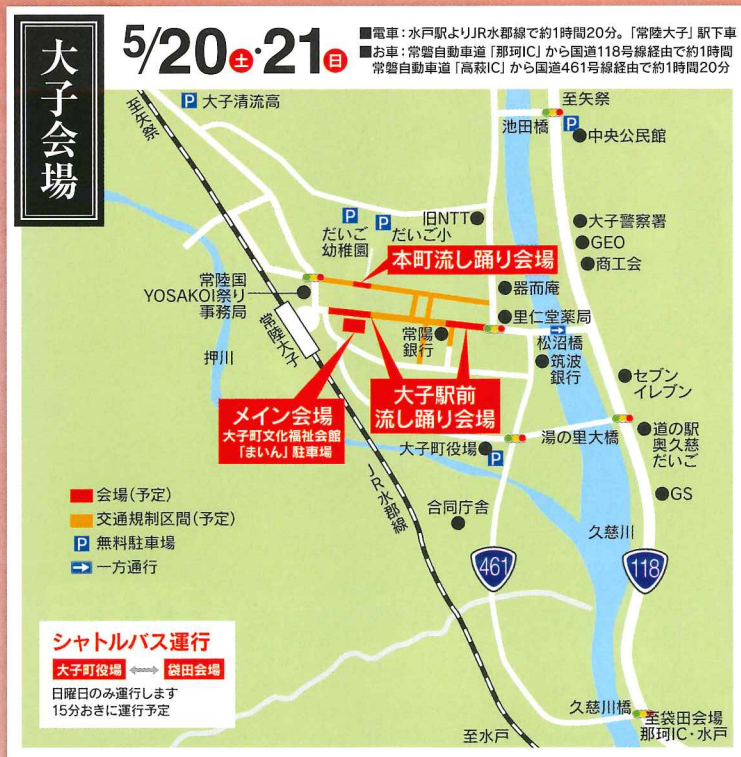 大子会場
5/20土・21日
■電車：水戸駅よりJR水郡線で約1時間20分。「常陸大子」駅下車
■お車：常磐自動車道「那珂IC」から国道118号線経由で約1時間
常磐自動車道「高萩IC」から国道461号線経由で約1時間20分
至矢祭
P 大子清流高
至矢祭
池田橋
P
中央公民館
旧NTT
P
だいご
幼稚園
P
だいご小
大子警察署
GEO
商工会
本町流し踊り会場
常陸国
YOSAKOI祭り
事務局
器而庵
里仁堂薬局
常陸大子
常陽
銀行
松沼橋
筑波
銀行
押川
セブン
イレブン
メイン会場
大子町文化福祉会館
「まいん」駐車場
大子駅前
流し踊り会場
大子町役場
P
湯の里大橋
道の駅
奥久慈
だいご
JR水郡線
GS
合同庁舎
久慈川
461
118
会場(予定)
交通規制区間(予定)
P 無料駐車場
一方通行
シャトルバス運行
大子町役場 袋田会場
日曜日のみ運行します
15分おきに運行予定
久慈川橋
至水戸
至袋田会場
那珂IC・水戸